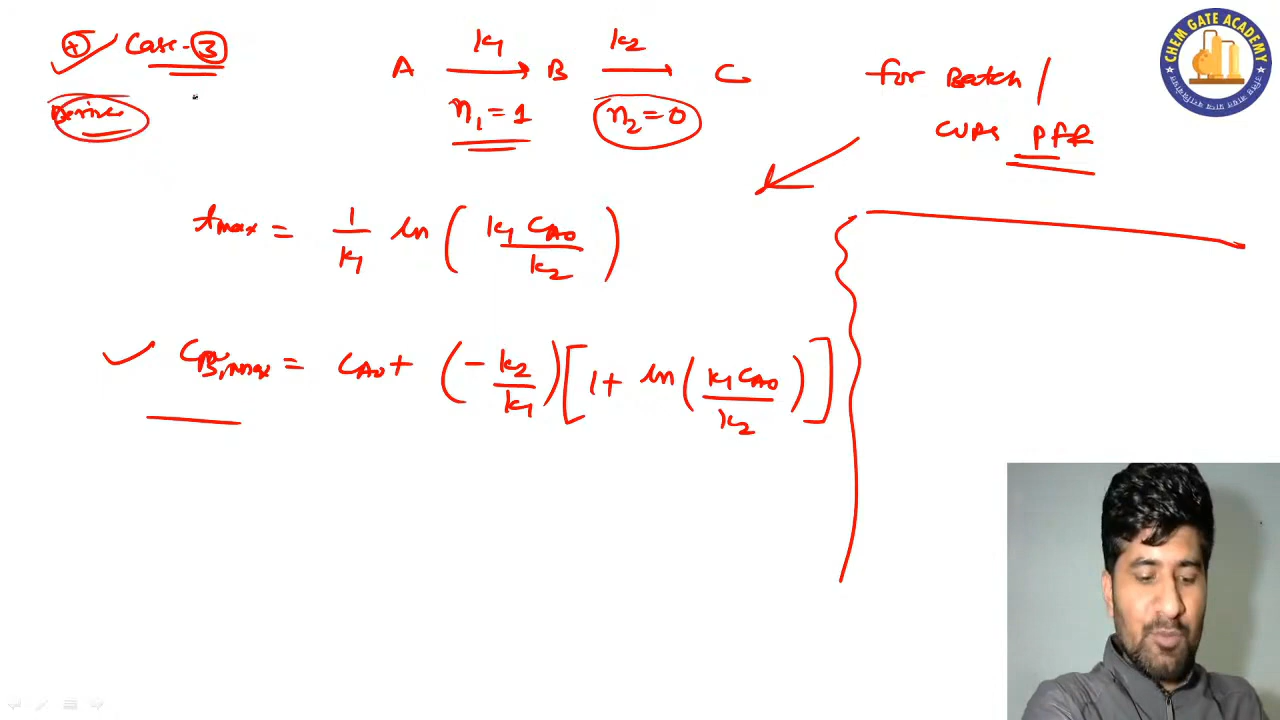 (*) Case - 3
Derive
A —k1→ B —k2→ C
n1 = 1 n2 = 0
for Batch /
CVRs PFR
tmax = 1/k1 ln ( k1 CA0 / k2 )
CB,max = CA0 + ( - k2/k1 ) [ 1 + ln ( k1 CA0 / k2 ) ]
CHEM GATE ACADEMY